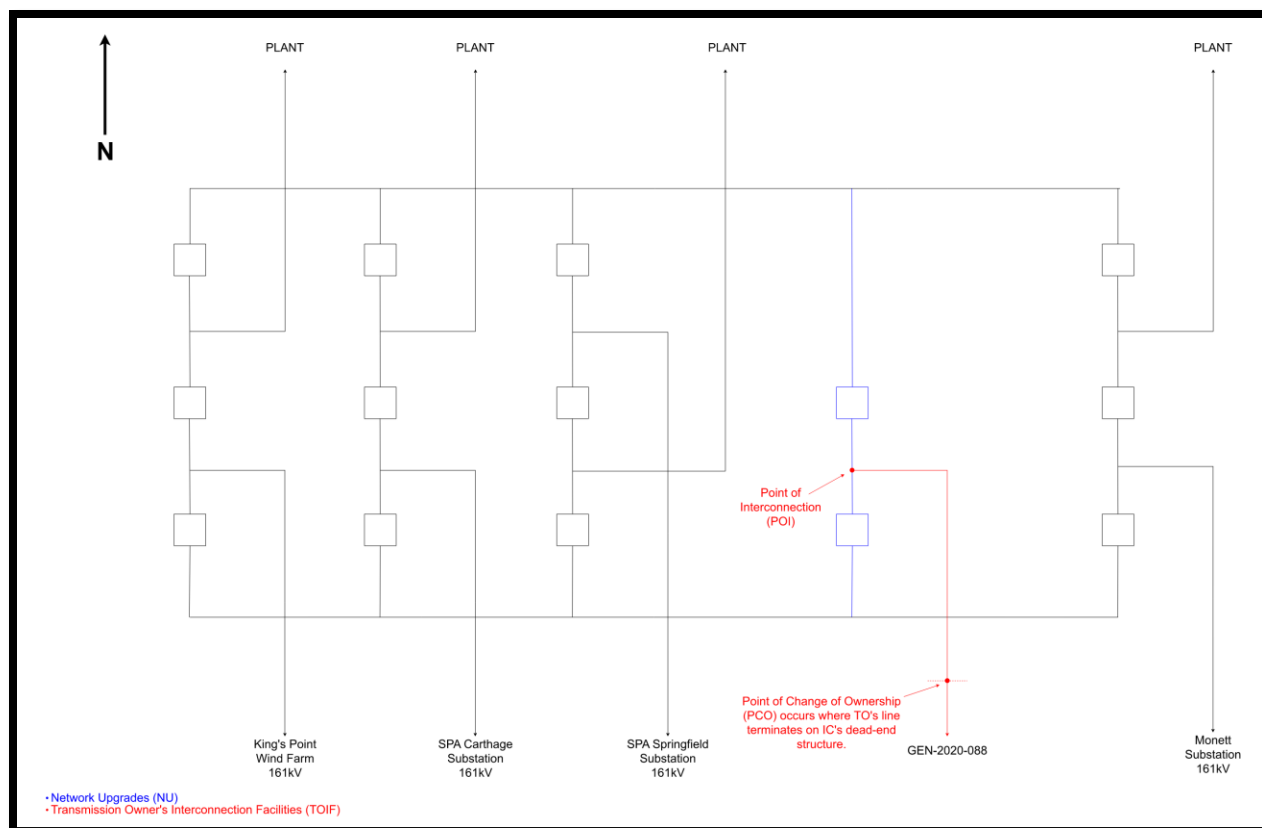 PLANT
PLANT
PLANT
PLANT
N
Point of
Interconnection
(POI)
Point of Change of Ownership
(PCO) occurs where TO's line
terminates on IC's dead-end
structure.
King's Point
Wind Farm
161kV
SPA Carthage
Substation
161kV
SPA Springfield
Substation
161kV
GEN-2020-088
Monett
Substation
161kV
• Network Upgrades (NU)
• Transmission Owner's Interconnection Facilities (TOIF)